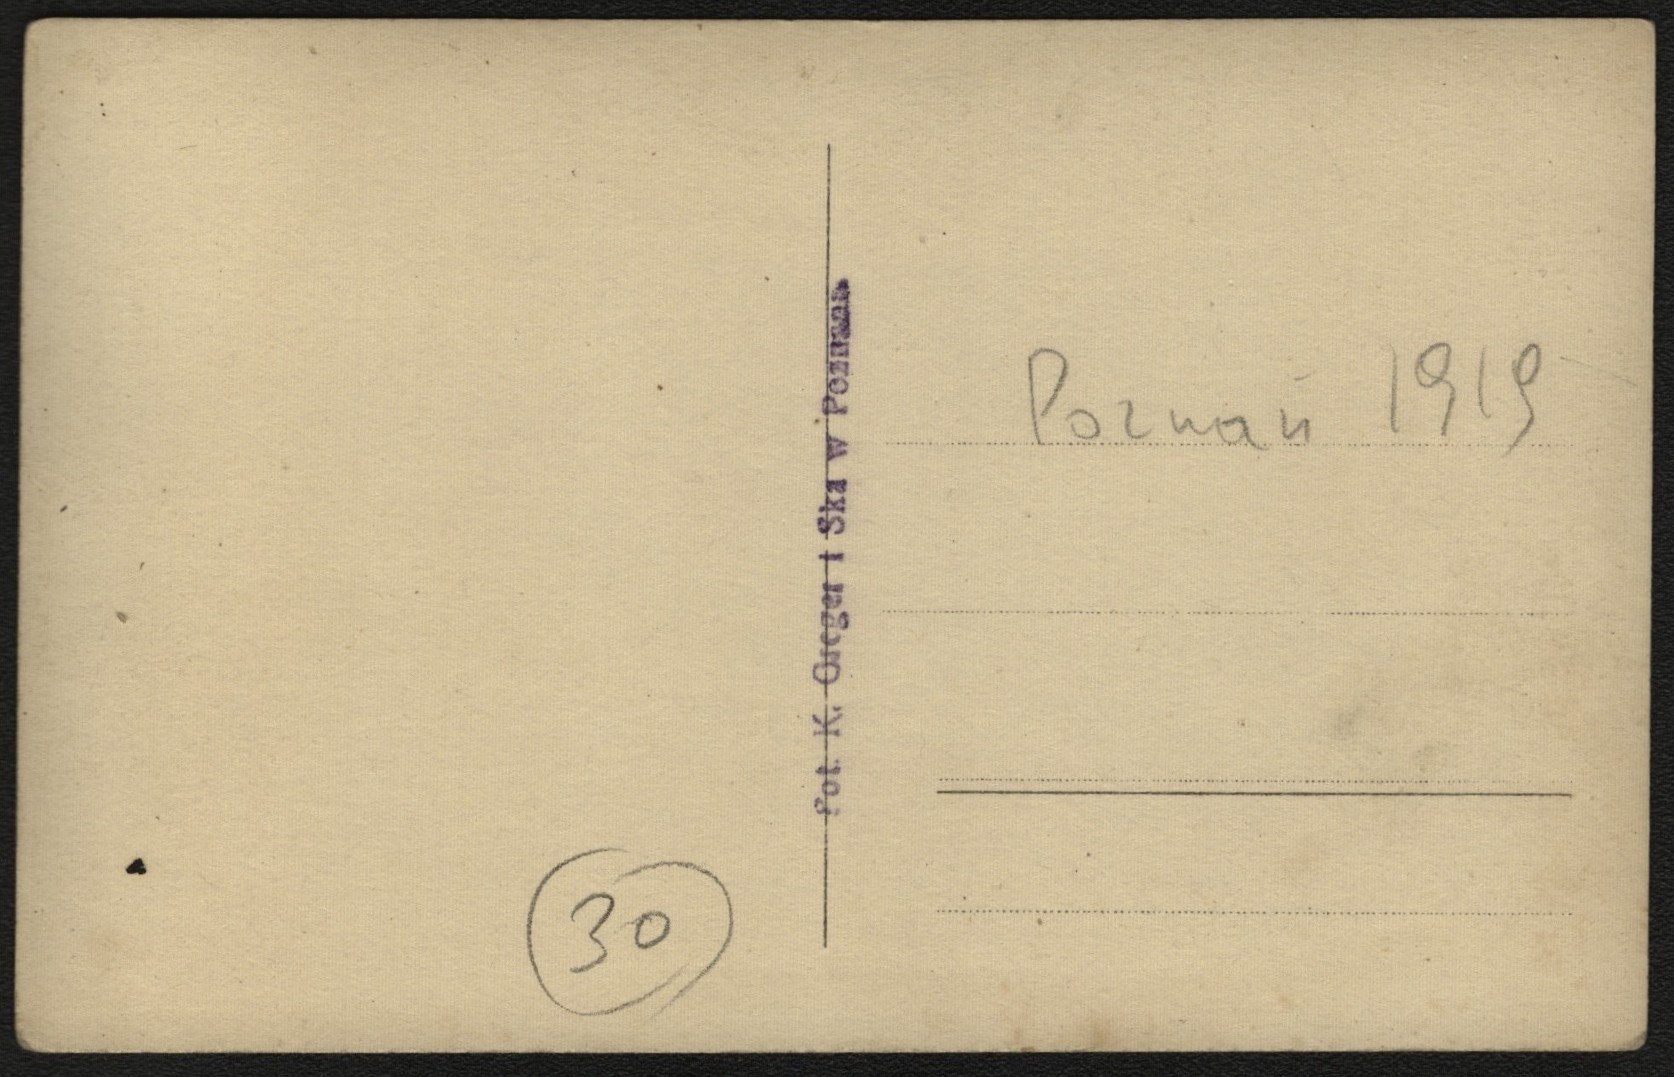 Fot. K. Greger i Ska w Poznaniu
Poznań 1919
30